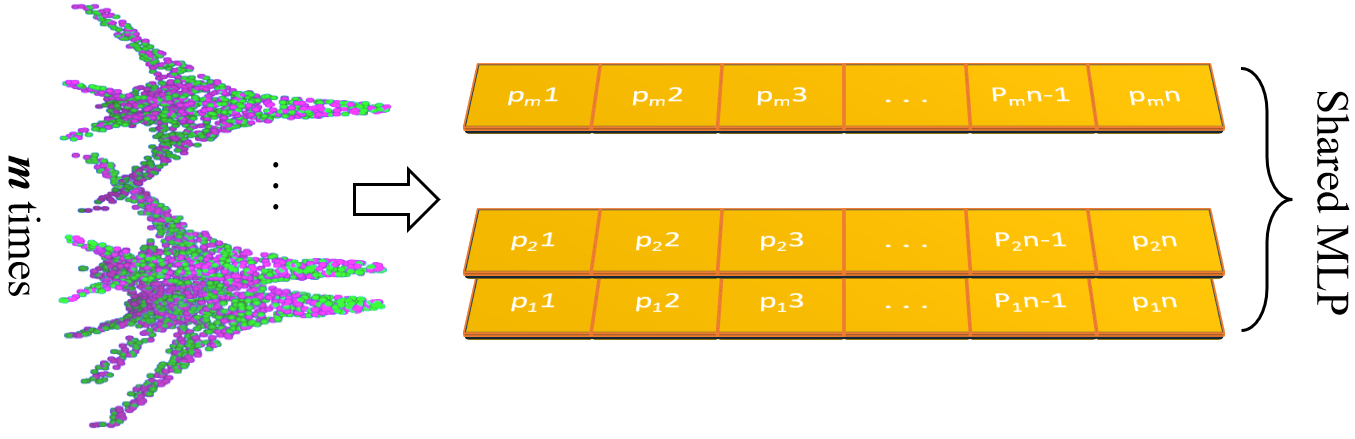 m times
p_m1 p_m2 p_m3 . . . P_mn-1 p_mn
p_21 p_22 p_23 . . . P_2n-1 p_2n
p_11 p_12 p_13 . . . P_1n-1 p_1n
Shared MLP